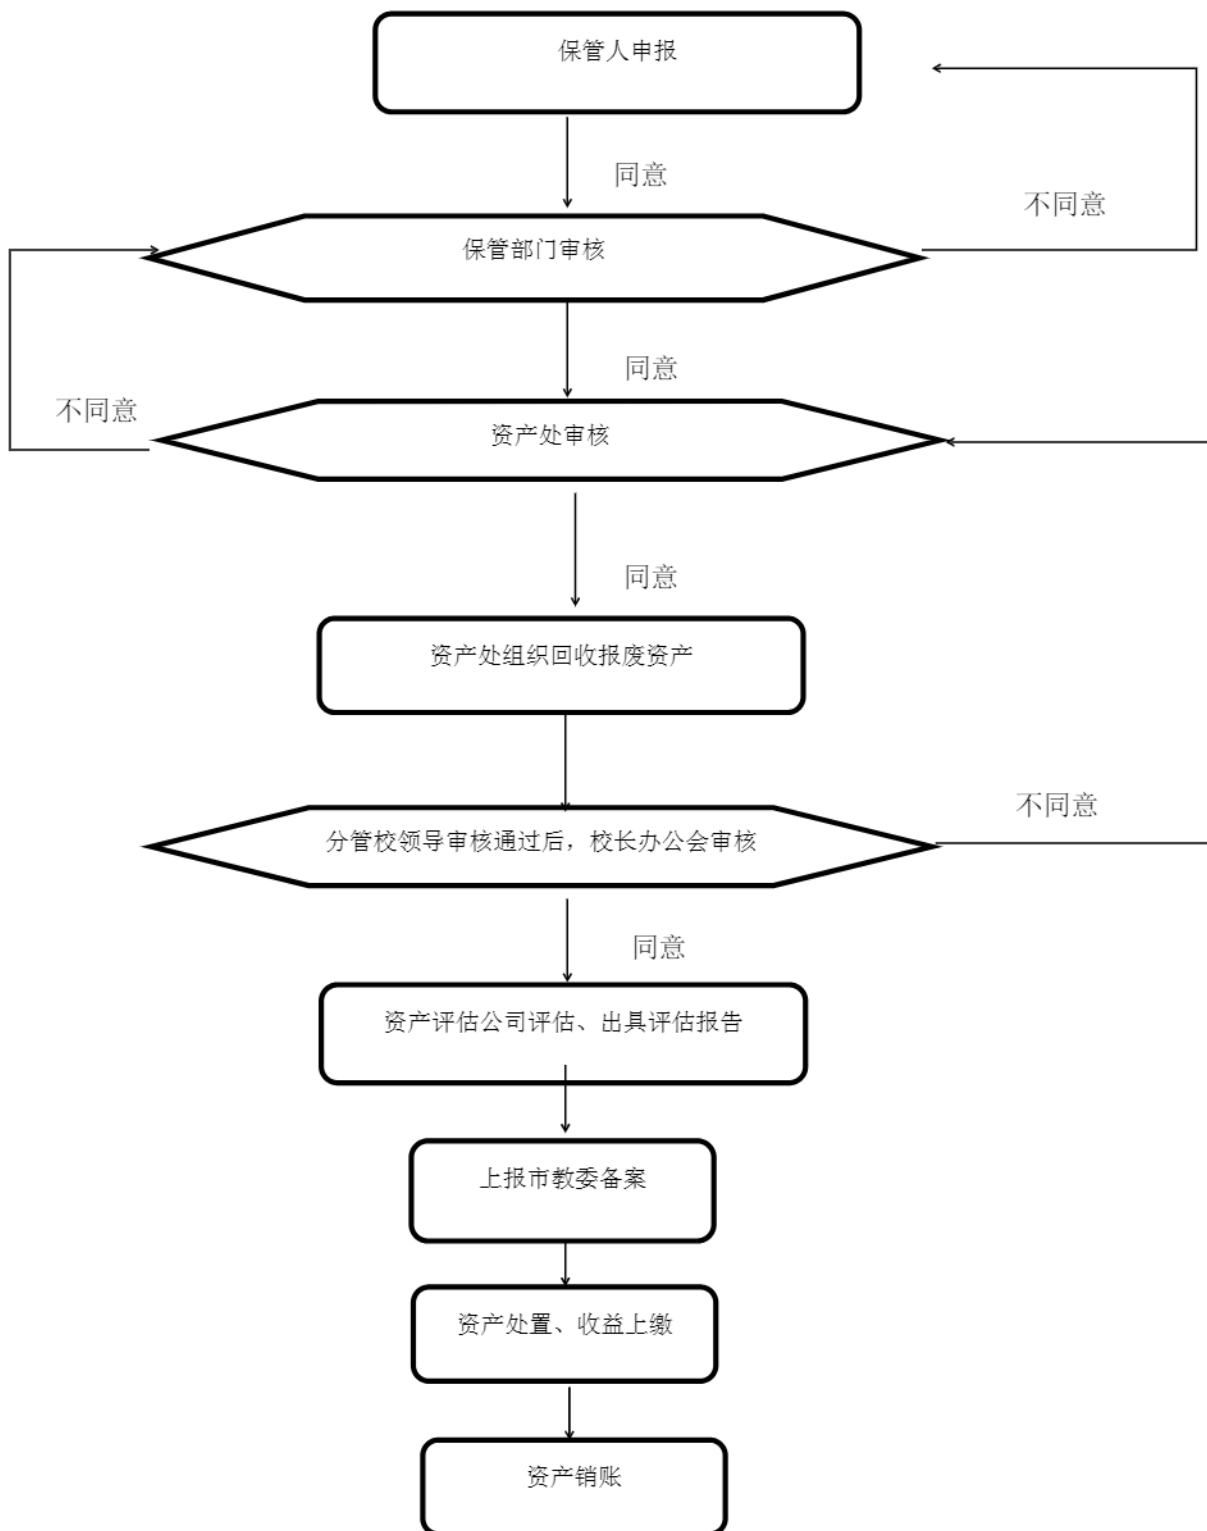 保管人申报
同意
不同意
保管部门审核
同意
不同意
资产处审核
同意
资产处组织回收报废资产
不同意
分管校领导审核通过后，校长办公会审核
同意
资产评估公司评估、出具评估报告
上报市教委备案
资产处置、收益上缴
资产销账